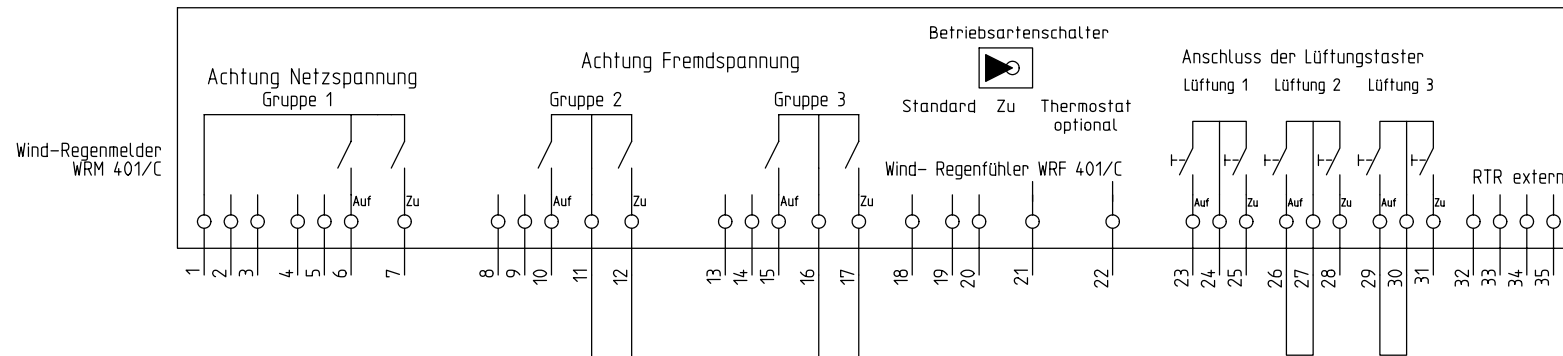 Betriebsartenschalter
Achtung Fremdspannung
Anschluss der Lüftungstaster
Achtung Netzspannung
Lüftung 1 Lüftung 2 Lüftung 3
Gruppe 1 Gruppe 2 Gruppe 3
Standard Zu Thermostat
optional
Wind-Regenmelder
WRM 401/C
Wind- Regenfühler WRF 401/C
RTR extern
Auf Zu Auf Zu Auf Zu Auf Zu Auf Zu Auf Zu
1 2 3 4 5 6 7 8 9 10 11 12 13 14 15 16 17 18 19 20 21 22 23 24 25 26 27 28 29 30 31 32 33 34 35